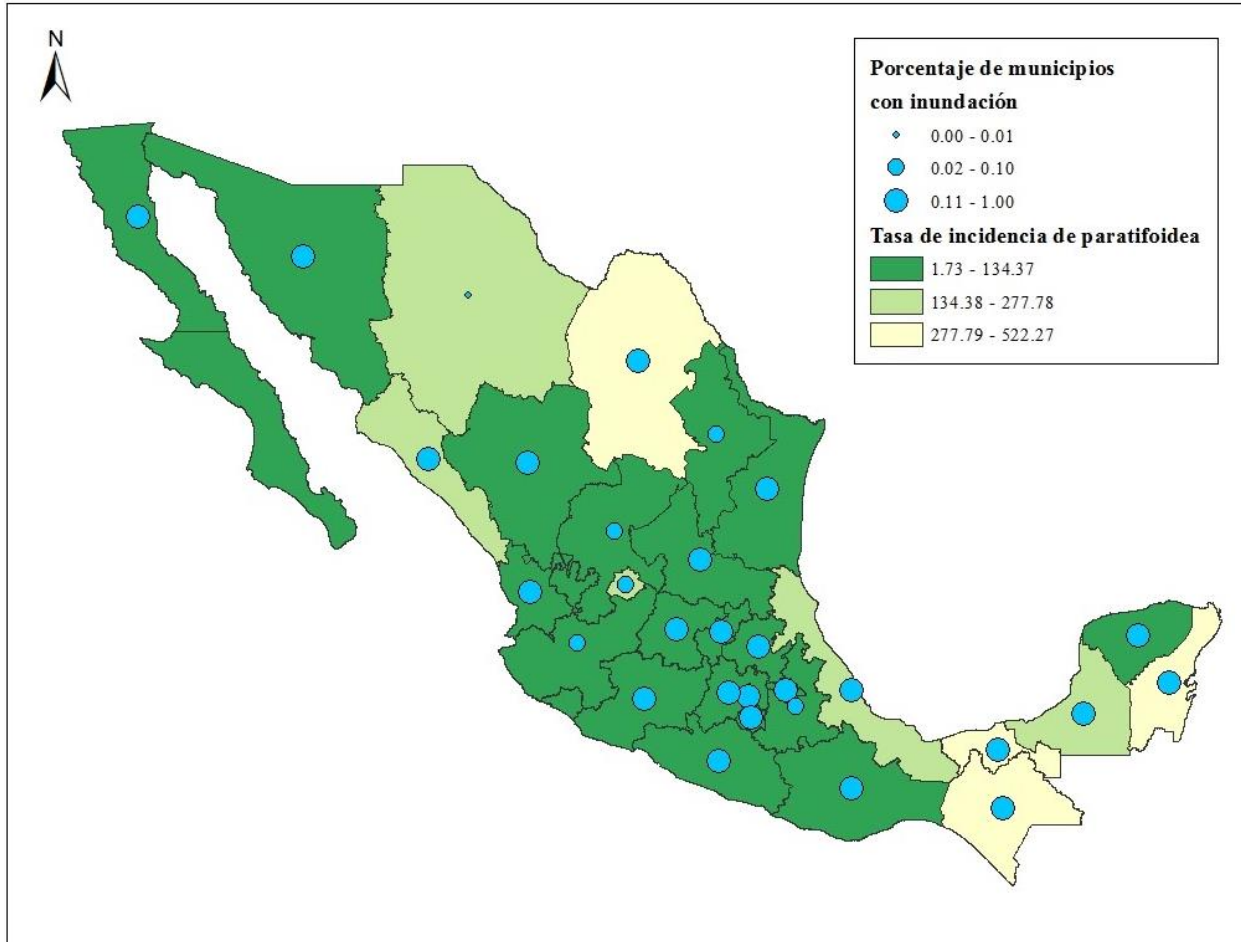 N
Porcentaje de municipios
con inundación
0.00 - 0.01
0.02 - 0.10
0.11 - 1.00
Tasa de incidencia de paratifoidea
1.73 - 134.37
134.38 - 277.78
277.79 - 522.27